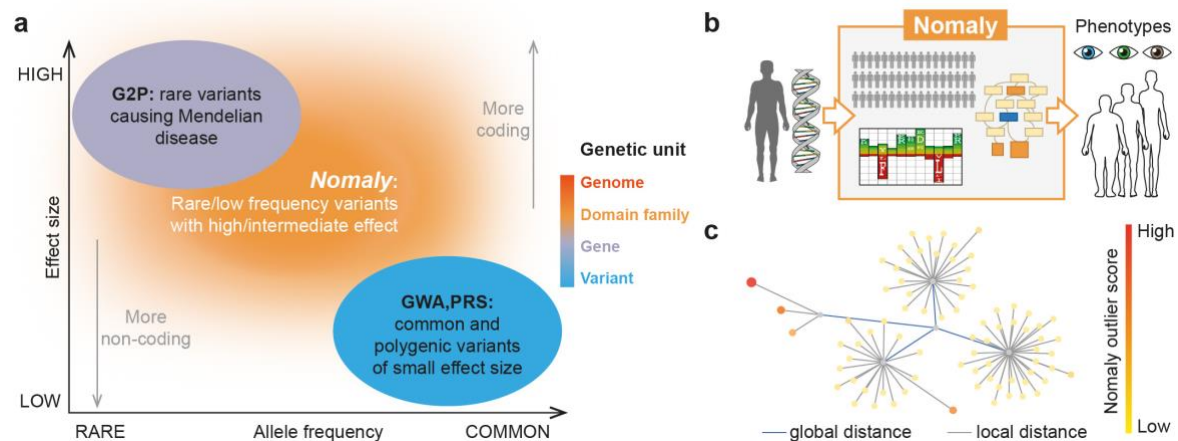 a
HIGH
G2P: rare variants
causing Mendelian
disease
More
coding
Nomaly:
Rare/low frequency variants
with high/intermediate effect
Effect size
More
non-coding
GWA,PRS:
common and
polygenic variants
of small effect size
LOW
RARE
Allele frequency
COMMON
Genetic unit
Genome
Domain family
Gene
Variant
b
Nomaly
Phenotypes
c
High
Nomaly outlier score
Low
global distance
local distance